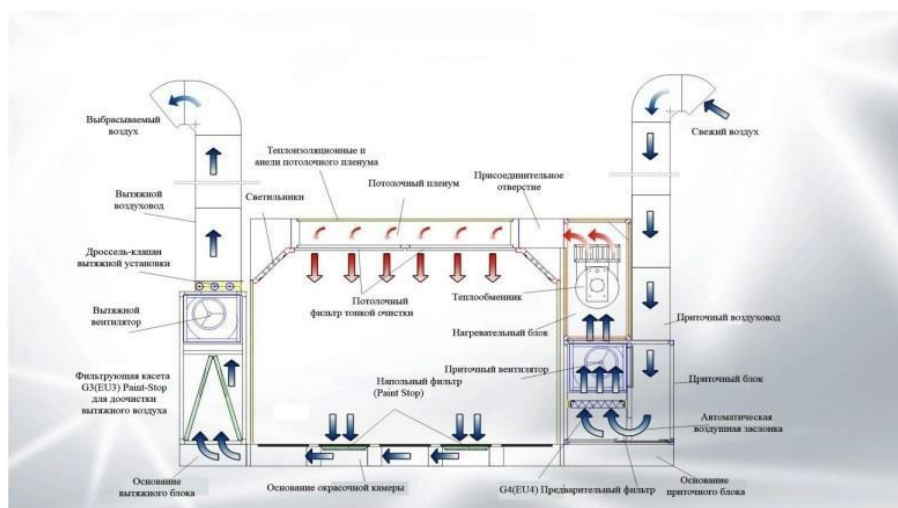 Выбрасываемый
воздух
Свежий воздух
Теплоизоляционные п
анели потолочного пленума
Потолочный пленум
Присоединительное
отверстие
Светильники
Вытяжной
воздуховод
Дроссель-клапан
вытяжной установки
Потолочный
фильтр тонкой очистки
Теплообменник
Вытяжной
вентилятор
Нагревательный блок
Приточный воздуховод
Фильтрующая касета
G3(EU3) Paint-Stop
для доочистки
вытяжного воздуха
Напольный фильтр
(Paint Stop)
Приточный вентилятор
Приточный блок
Автоматическая
воздушная заслонка
Основание
вытяжного блока
Основание окрасочной камеры
G4(EU4) Предварительный фильтр
Основание
приточного блока